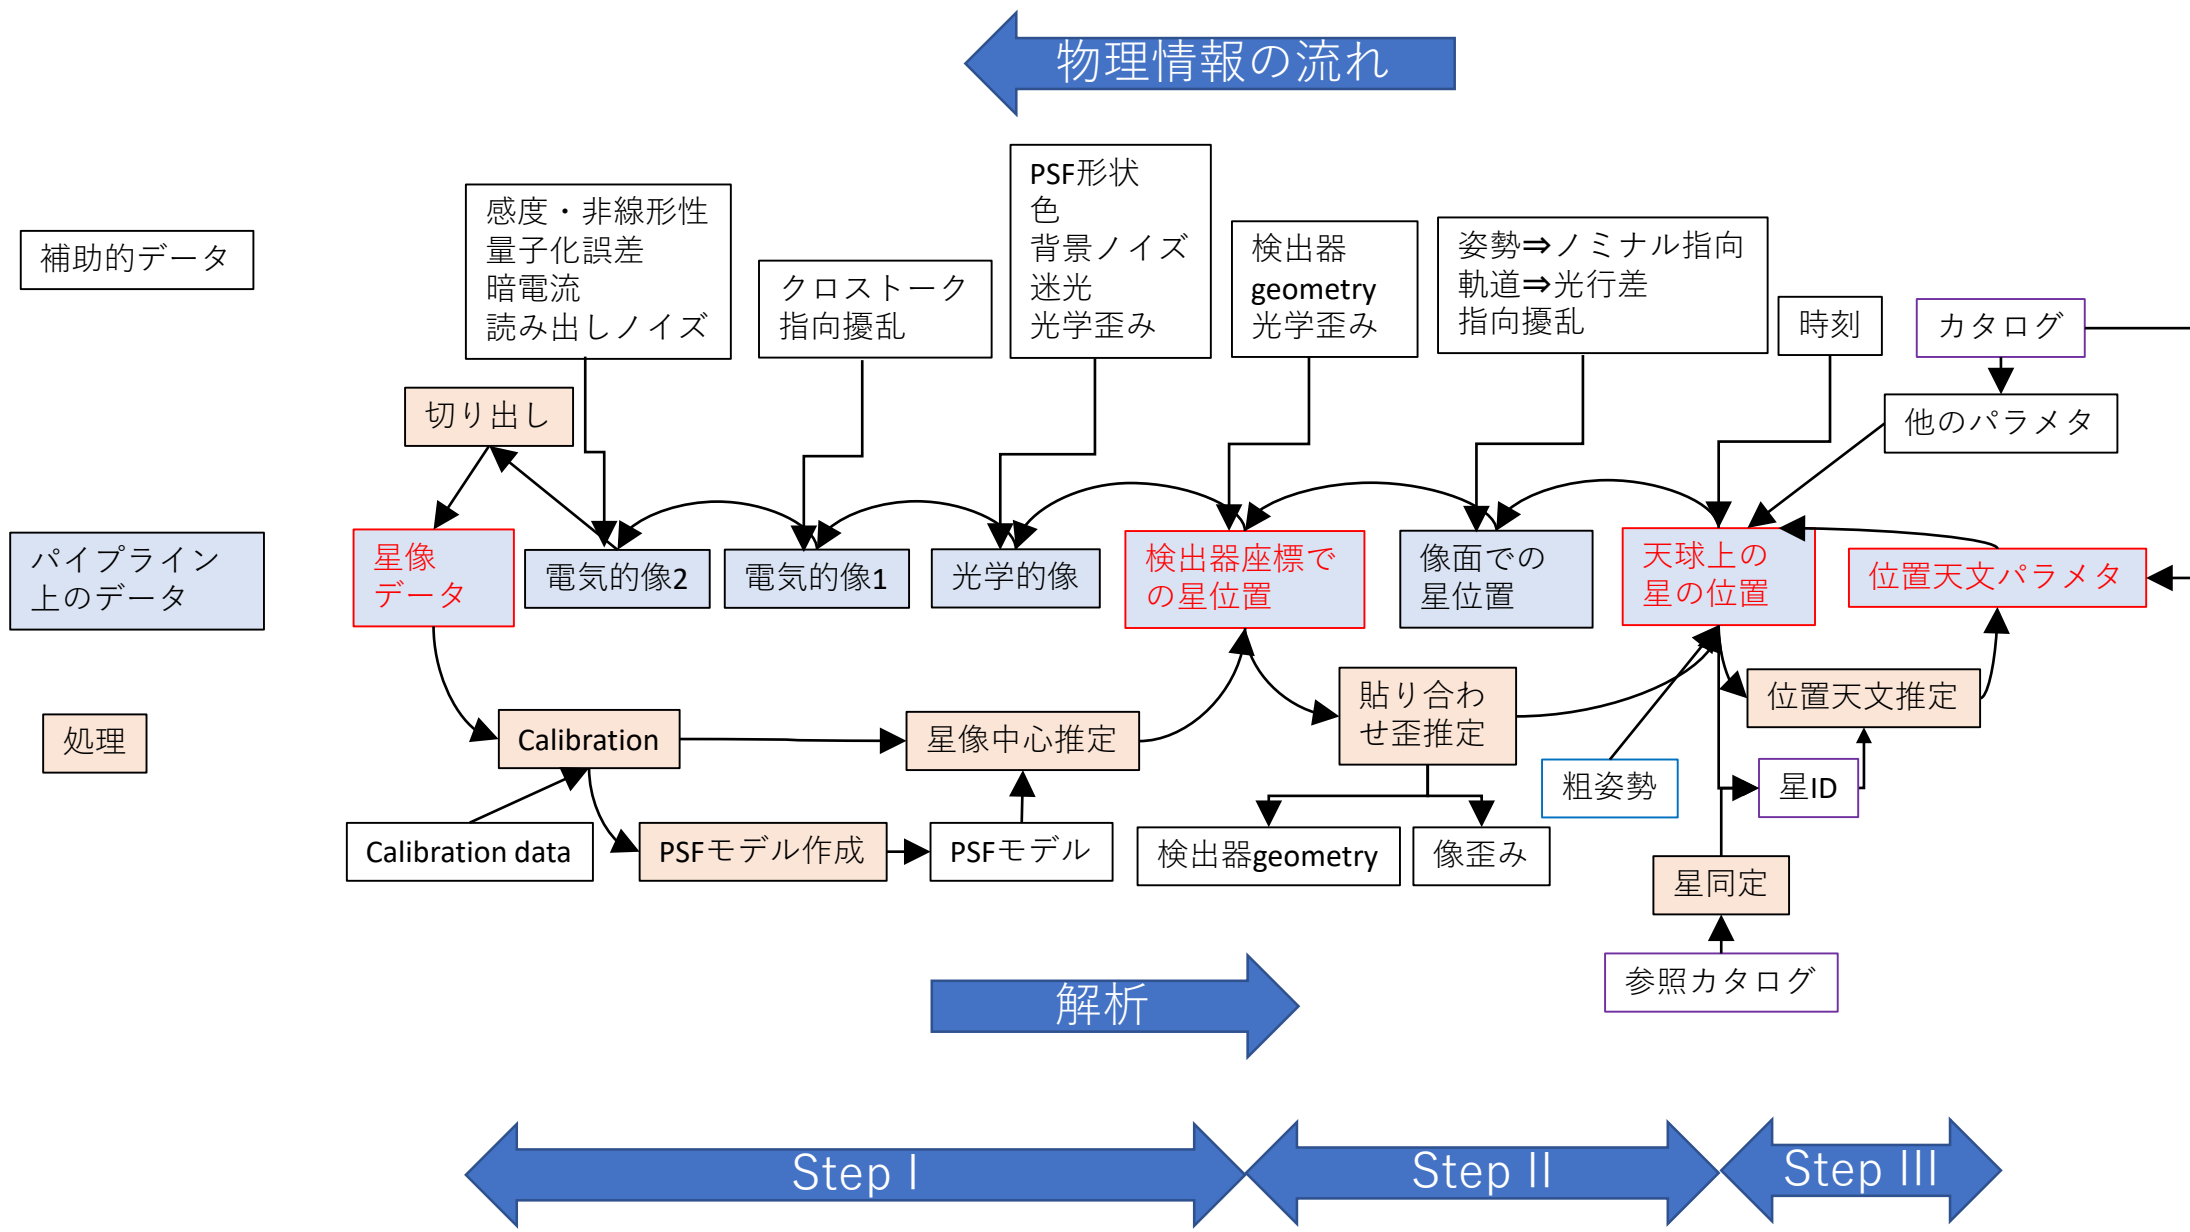 物理情報の流れ
補助的データ
感度・非線形性
量子化誤差
暗電流
読み出しノイズ
クロストーク
指向擾乱
PSF形状
色
背景ノイズ
迷光
光学歪み
検出器
geometry
光学歪み
姿勢⇒ノミナル指向
軌道⇒光行差
指向擾乱
時刻
カタログ
他のパラメタ
切り出し
パイプライン
上のデータ
星像
データ
電気的像2
電気的像1
光学的像
検出器座標で
の星位置
像面での
星位置
天球上の
星の位置
位置天文パラメタ
処理
Calibration
星像中心推定
貼り合わ
せ歪推定
位置天文推定
粗姿勢
星ID
Calibration data
PSFモデル作成
PSFモデル
検出器geometry
像歪み
星同定
参照カタログ
解析
Step I
Step II
Step III